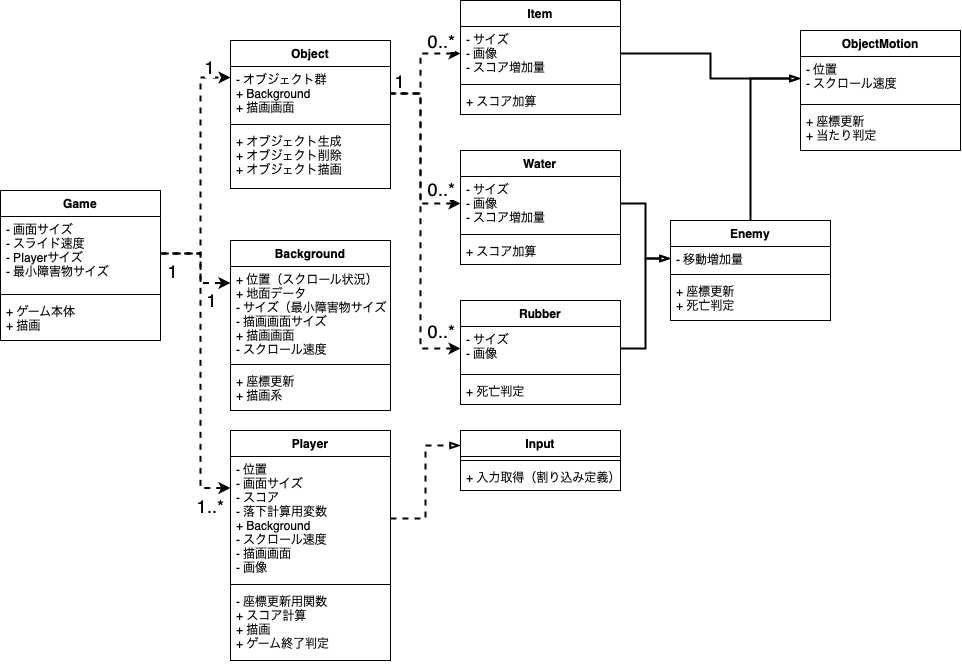 Game
- 画面サイズ
- スライド速度
- Playerサイズ
- 最小障害物サイズ
+ ゲーム本体
+ 描画
1
1
Object
- オブジェクト群
+ Background
+ 描画画面
+ オブジェクト生成
+ オブジェクト削除
+ オブジェクト描画
1
Background
+ 位置（スクロール状況）
+ 地面データ
- サイズ（最小障害物サイズ
- 描画画面サイズ
+ 描画画面
- スクロール速度
+ 座標更新
+ 描画系
1..*
Player
- 位置
- 画面サイズ
- スコア
- 落下計算用変数
+ Background
- スクロール速度
- 描画画面
- 画像
- 座標更新用関数
+ スコア計算
+ 描画
+ ゲーム終了判定
1
0..*
Item
- サイズ
- 画像
- スコア増加量
+ スコア加算
0..*
Water
- サイズ
- 画像
- スコア増加量
+ スコア加算
0..*
Rubber
- サイズ
- 画像
+ 死亡判定
Input
+ 入力取得（割り込み定義）
Enemy
- 移動増加量
+ 座標更新
+ 死亡判定
ObjectMotion
- 位置
- スクロール速度
+ 座標更新
+ 当たり判定